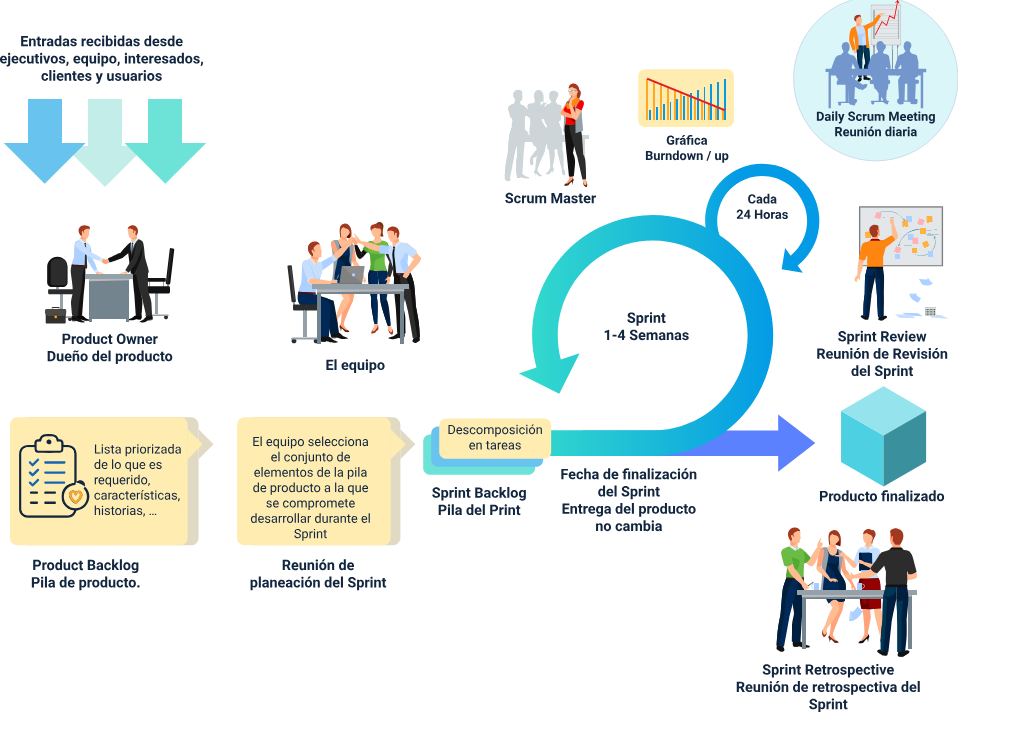 Entradas recibidas desde
ejecutivos, equipo, interesados,
clientes y usuarios
Product Owner
Dueño del producto
El equipo
Scrum Master
Gráfica
Burndown / up
Daily Scrum Meeting
Reunión diaria
Cada
24 Horas
Sprint
1-4 Semanas
Sprint Review
Reunión de Revisión
del Sprint
Lista priorizada
de lo que es
requerido,
características,
historias, ...
Product Backlog
Pila de producto.
El equipo selecciona
el conjunto de
elementos de la pila
de producto a la que
se compromete
desarrollar durante el
Sprint
Reunión de
planeación del Sprint
Descomposición
en tareas
Sprint Backlog
Pila del Print
Fecha de finalización
del Sprint
Entrega del producto
no cambia
Producto finalizado
Sprint Retrospective
Reunión de retrospectiva del
Sprint